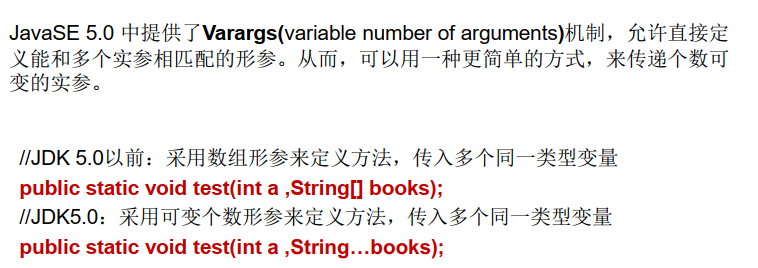 JavaSE 5.0 中提供了Varargs(variable number of arguments)机制，允许直接定
义能和多个实参相匹配的形参。从而，可以用一种更简单的方式，来传递个数可
变的实参。
//JDK 5.0以前：采用数组形参来定义方法，传入多个同一类型变量
public static void test(int a ,String[] books);
//JDK5.0：采用可变个数形参来定义方法，传入多个同一类型变量
public static void test(int a ,String…books);